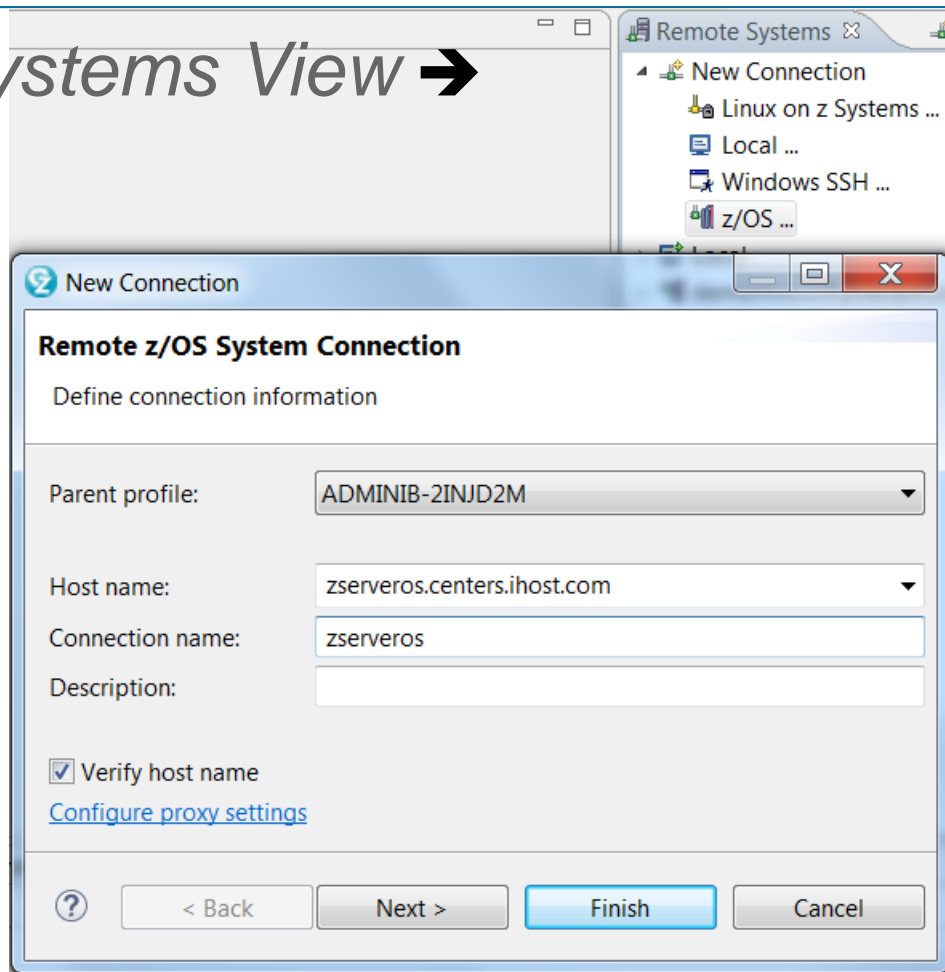 ystems View ➔
Remote Systems
New Connection
Linux on z Systems ...
Local ...
Windows SSH ...
z/OS ...
Local
New Connection
Remote z/OS System Connection
Define connection information
Parent profile: ADMINIB-2INJD2M
Host name: zserveros.centers.ihost.com
Connection name: zserveros
Description:
Verify host name
Configure proxy settings
? < Back Next > Finish Cancel